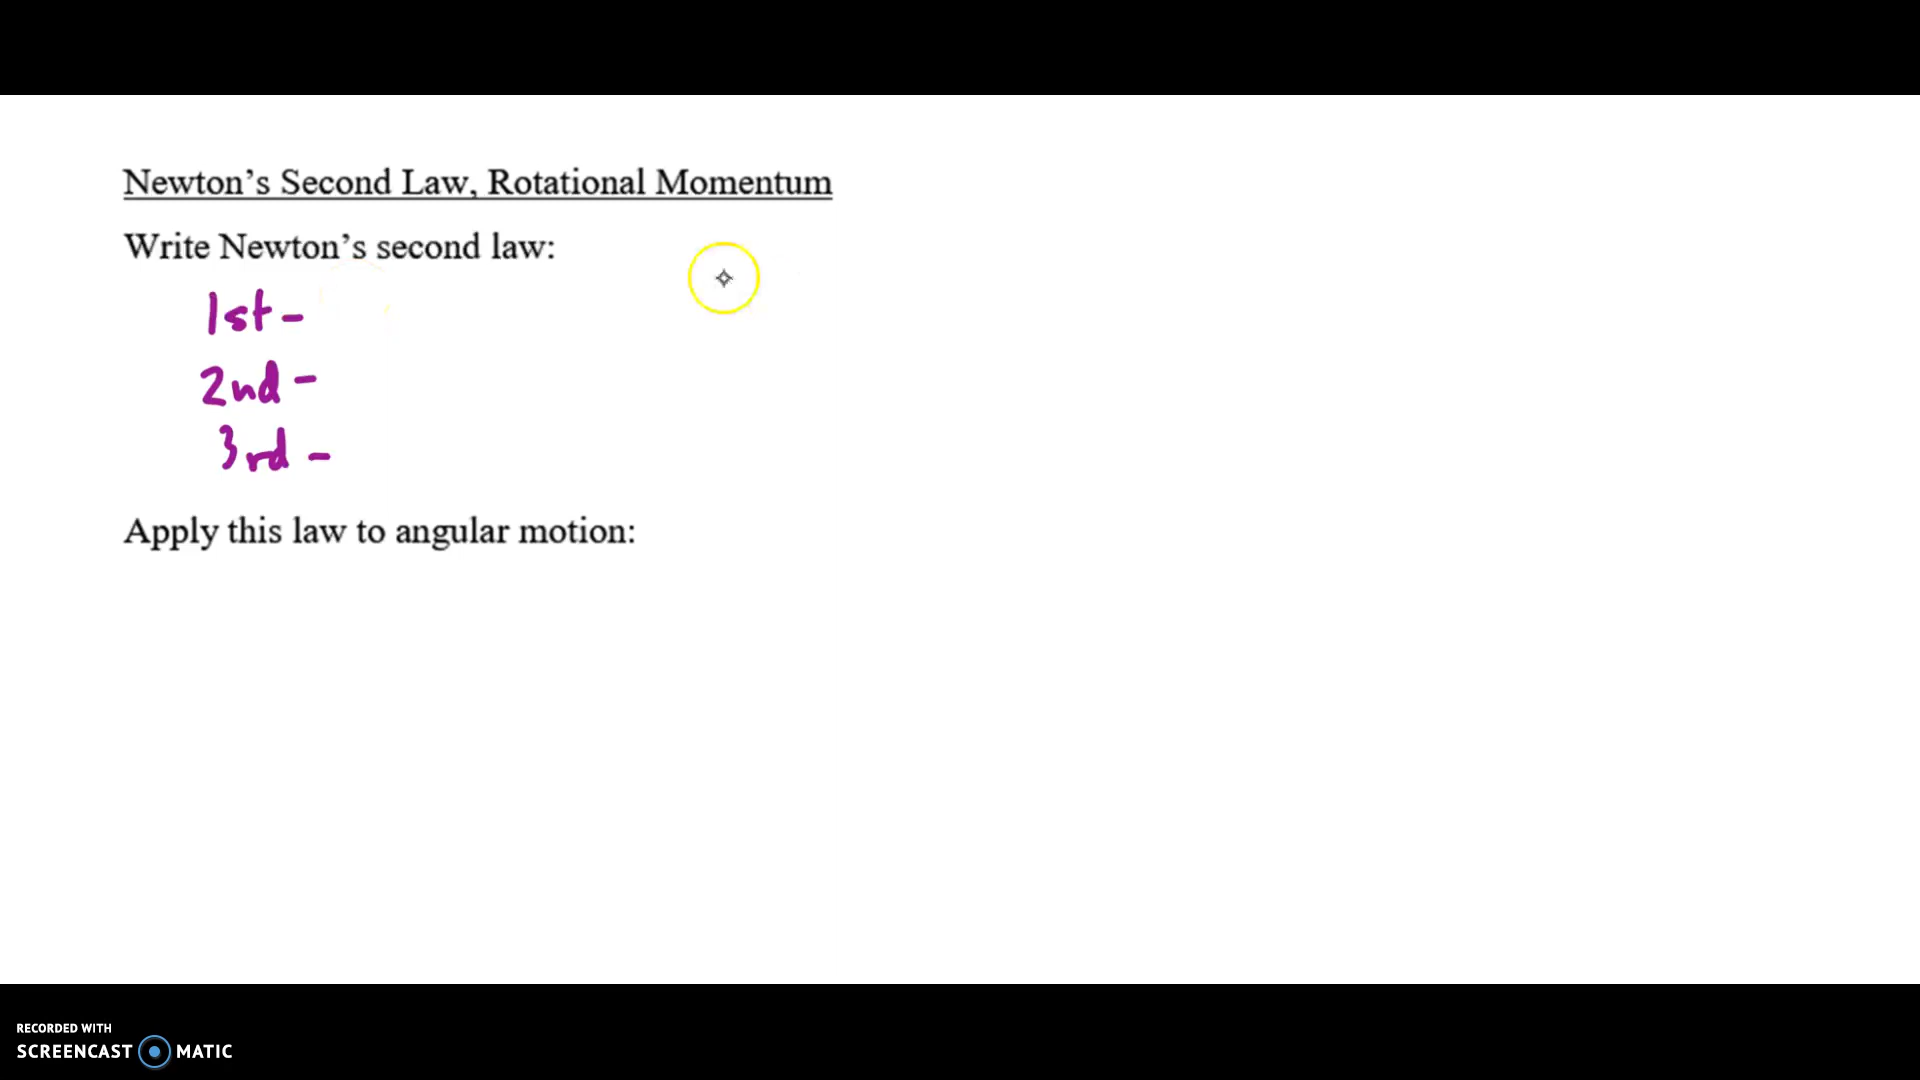 Newton's Second Law, Rotational Momentum
Write Newton's second law:
1st -
2nd -
3rd -
Apply this law to angular motion:
RECORDED WITH
SCREENCAST MATIC